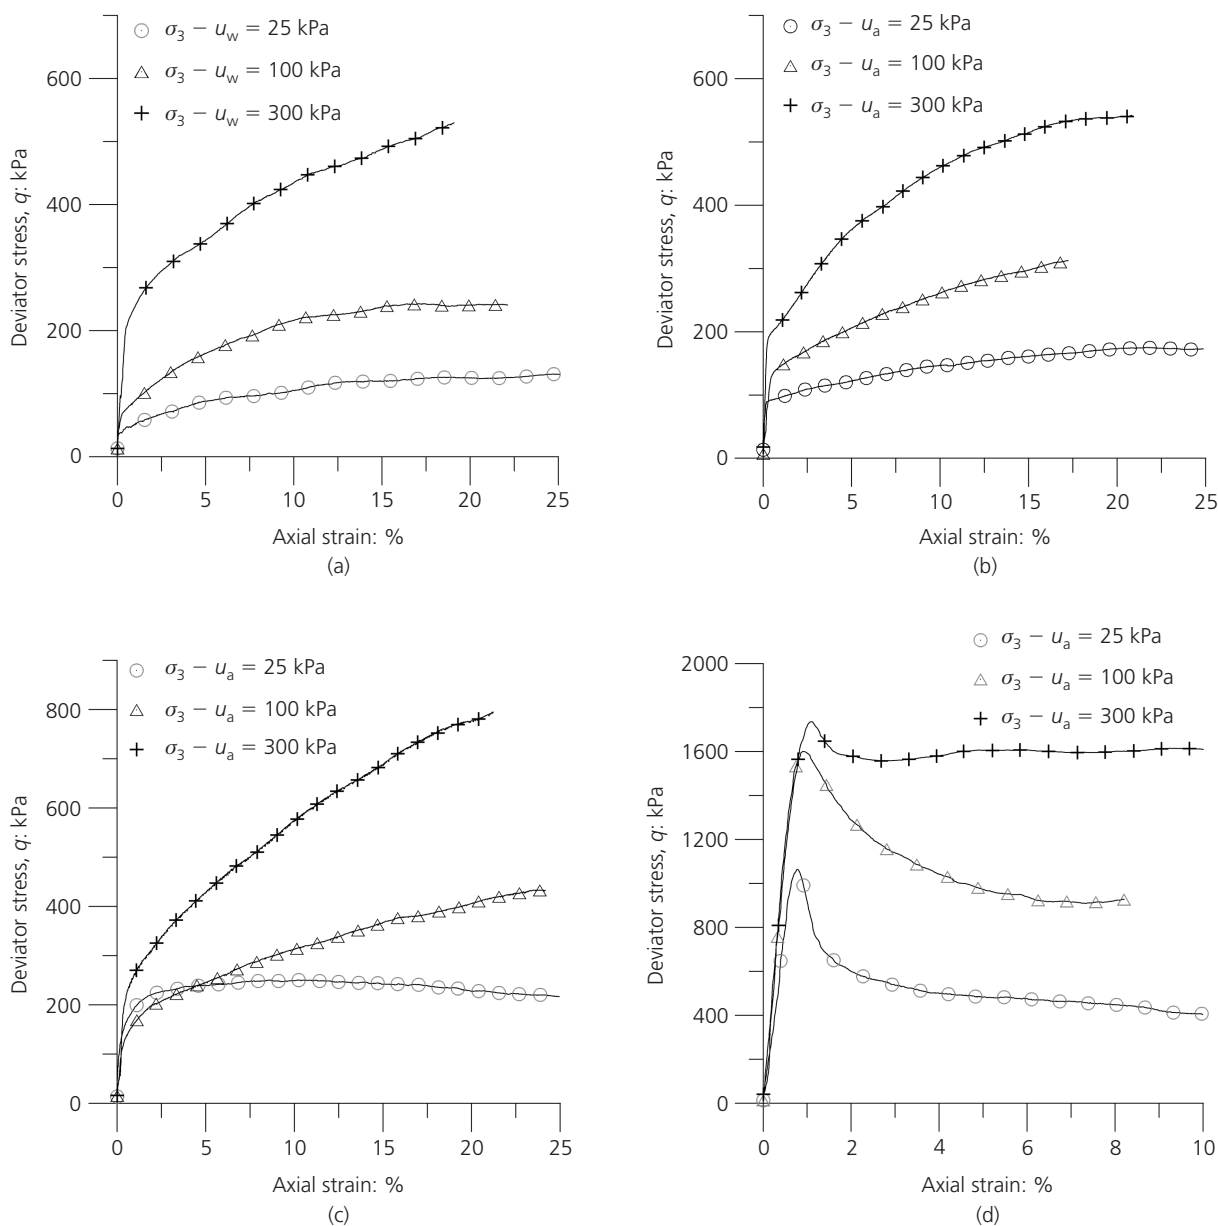 σ3 − uw = 25 kPa
σ3 − uw = 100 kPa
σ3 − uw = 300 kPa
600
400
200
0
Deviator stress, q: kPa
0 5 10 15 20 25
Axial strain: %
(a)
σ3 − ua = 25 kPa
σ3 − ua = 100 kPa
σ3 − ua = 300 kPa
600
400
200
0
Deviator stress, q: kPa
0 5 10 15 20 25
Axial strain: %
(b)
σ3 − ua = 25 kPa
σ3 − ua = 100 kPa
σ3 − ua = 300 kPa
800
600
400
200
0
Deviator stress, q: kPa
0 5 10 15 20 25
Axial strain: %
(c)
σ3 − ua = 25 kPa
σ3 − ua = 100 kPa
σ3 − ua = 300 kPa
2000
1600
1200
800
400
0
Deviator stress, q: kPa
0 2 4 6 8 10
Axial strain: %
(d)